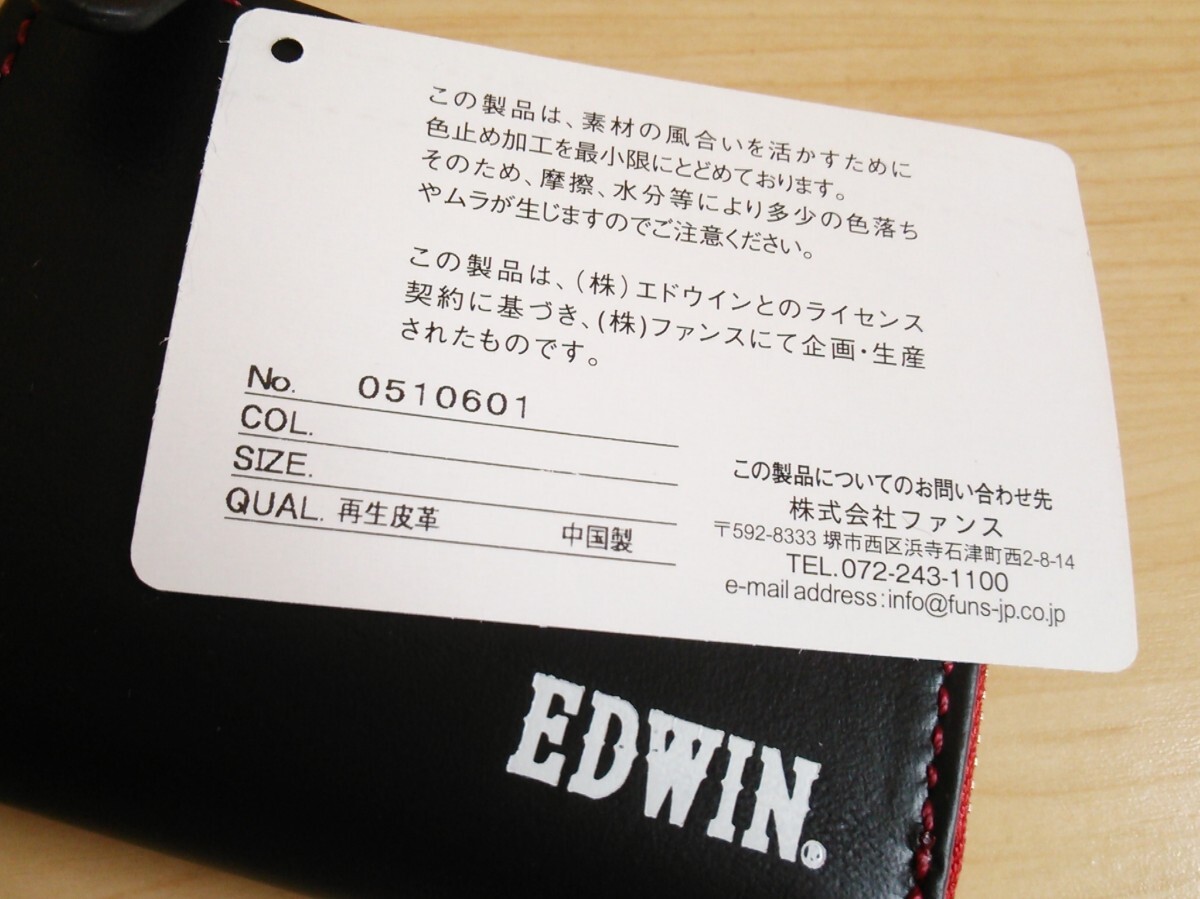 この製品は、素材の風合いを活かすために
色止め加工を最小限にとどめております。
そのため、摩擦、水分等により多少の色落ち
やムラが生じますのでご注意ください。
この製品は、(株)エドウインとのライセンス
契約に基づき、(株)ファンスにて企画・生産
されたものです。
No. 0510601
COL.
SIZE.
QUAL. 再生皮革 中国製
この製品についてのお問い合わせ先
株式会社ファンス
〒592-8333 堺市西区浜寺石津町西2-8-14
TEL.072-243-1100
e-mail address:info@funs-jp.co.jp
EDWIN®